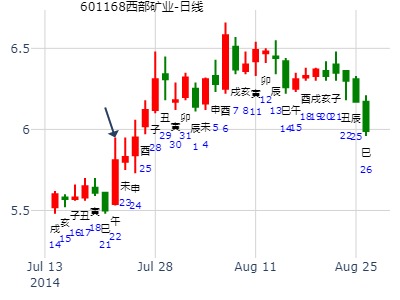 601168西部矿业-日线
6.5
6
5.5
戌
14
亥
15
子
16
丑
17
寅
18
巳
21
午
22
未
23
申
24
酉
25
子
28
丑
29
寅
30
卯
31
辰
1
未
4
申
5
酉
6
戌
7
亥
8
寅
11
卯
12
辰
13
巳
14
午
15
酉
18
戌
19
亥
20
子
21
丑
22
辰
25
巳
26
Jul 13
2014
Jul 28
Aug 11
Aug 25